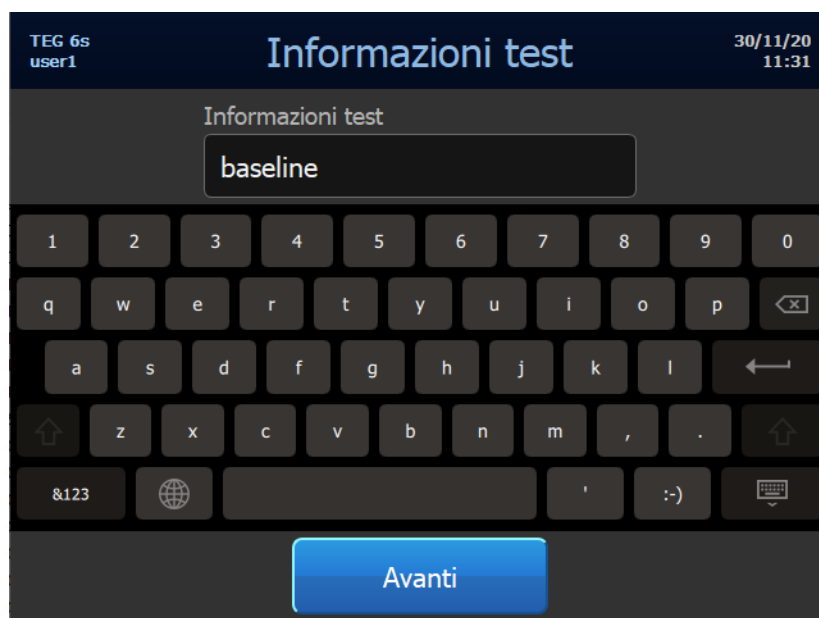 TEG 6s
user1
Informazioni test
30/11/20
11:31
Informazioni test
baseline
1 2 3 4 5 6 7 8 9 0
q w e r t y u i o p
a s d f g h j k l
z x c v b n m , .
&123 ' :-)
Avanti